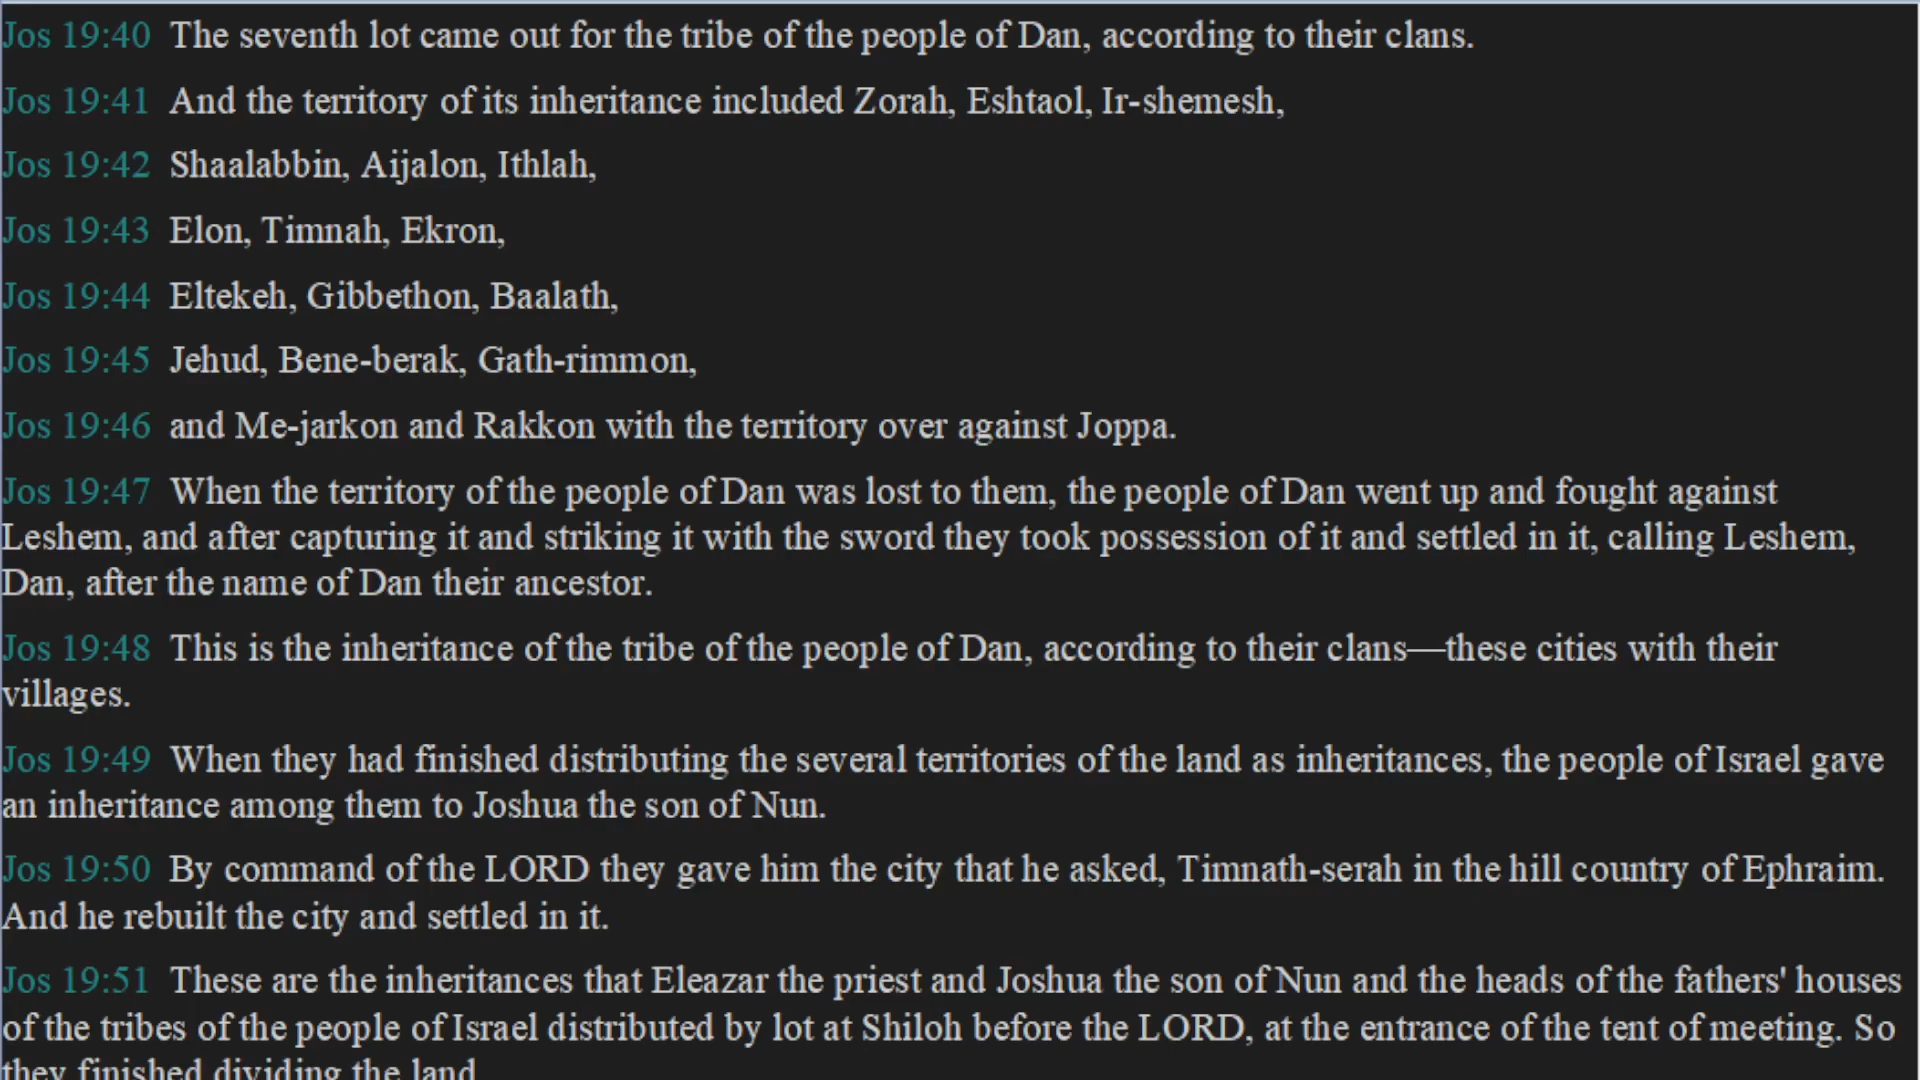 Jos 19:40 The seventh lot came out for the tribe of the people of Dan, according to their clans.
Jos 19:41 And the territory of its inheritance included Zorah, Eshtaol, Ir-shemesh,
Jos 19:42 Shaalabbin, Aijalon, Ithlah,
Jos 19:43 Elon, Timnah, Ekron,
Jos 19:44 Eltekeh, Gibbethon, Baalath,
Jos 19:45 Jehud, Bene-berak, Gath-rimmon,
Jos 19:46 and Me-jarkon and Rakkon with the territory over against Joppa.
Jos 19:47 When the territory of the people of Dan was lost to them, the people of Dan went up and fought against
Leshem, and after capturing it and striking it with the sword they took possession of it and settled in it, calling Leshem,
Dan, after the name of Dan their ancestor.
Jos 19:48 This is the inheritance of the tribe of the people of Dan, according to their clans—these cities with their
villages.
Jos 19:49 When they had finished distributing the several territories of the land as inheritances, the people of Israel gave
an inheritance among them to Joshua the son of Nun.
Jos 19:50 By command of the LORD they gave him the city that he asked, Timnath-serah in the hill country of Ephraim.
And he rebuilt the city and settled in it.
Jos 19:51 These are the inheritances that Eleazar the priest and Joshua the son of Nun and the heads of the fathers' houses
of the tribes of the people of Israel distributed by lot at Shiloh before the LORD, at the entrance of the tent of meeting. So
they finished dividing the land